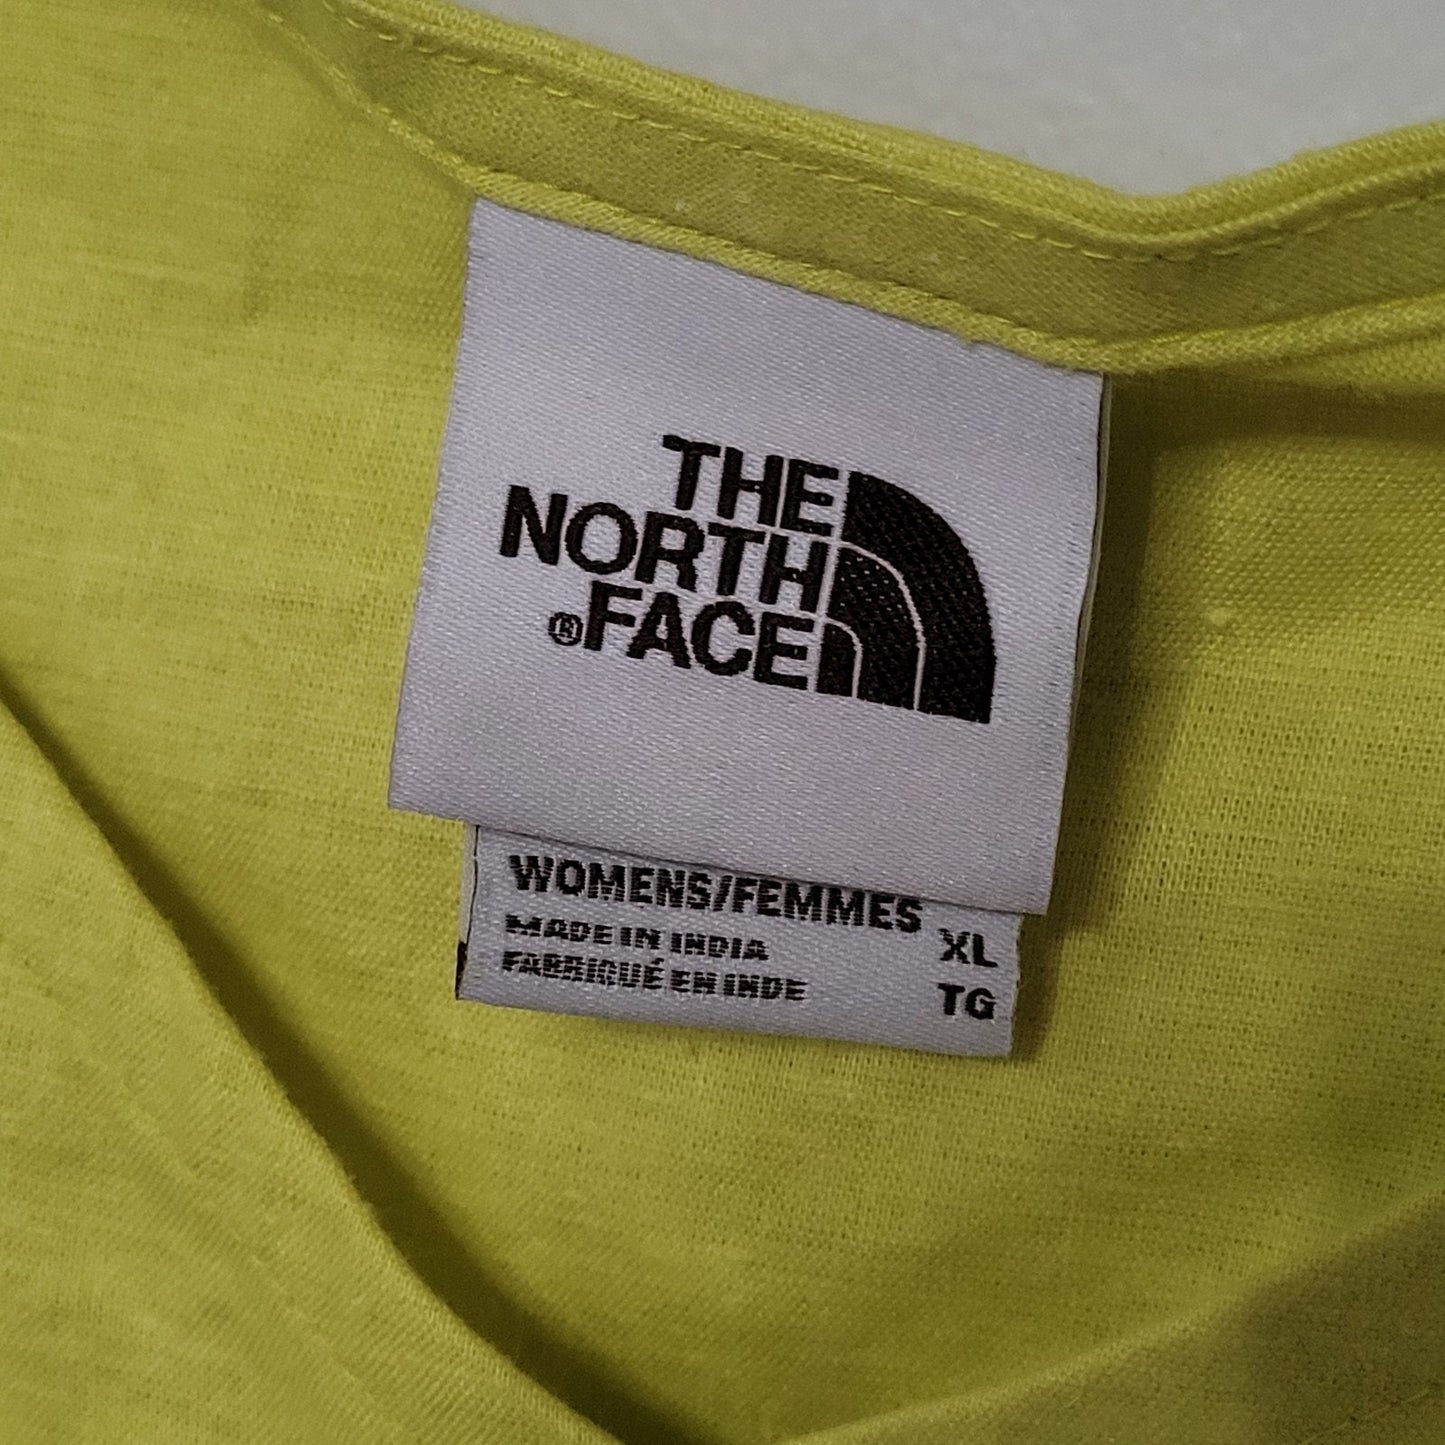 THE
NORTH
®FACE
WOMENS/FEMMES
MADE IN INDIA
FABRIQUÉ EN INDE
XL
TG